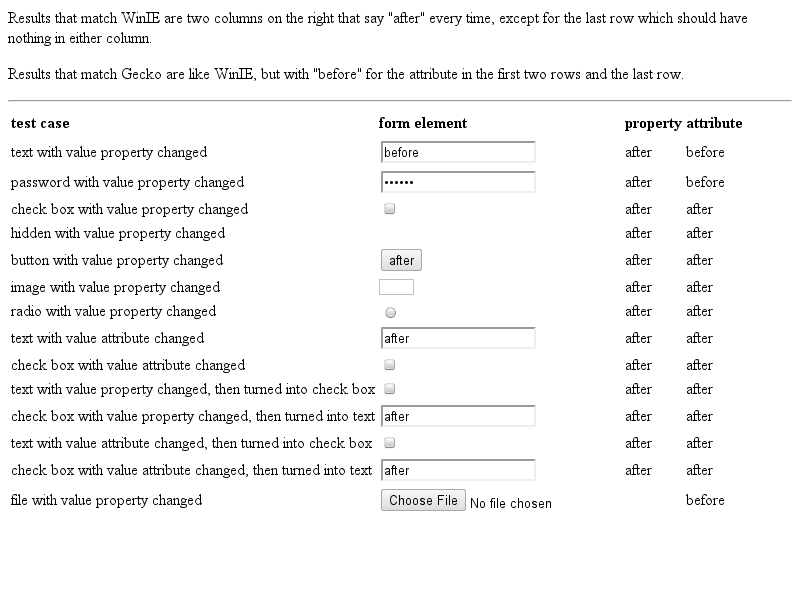 Results that match WinIE are two columns on the right that say "after" every time, except for the last row which should have
nothing in either column.
Results that match Gecko are like WinIE, but with "before" for the attribute in the first two rows and the last row.
test case form element property attribute
text with value property changed before after before
password with value property changed •••••• after before
check box with value property changed after after
hidden with value property changed after after
button with value property changed after after after
image with value property changed after after
radio with value property changed after after
text with value attribute changed after after after
check box with value attribute changed after after
text with value property changed, then turned into check box after after
check box with value property changed, then turned into text after after after
text with value attribute changed, then turned into check box after after
check box with value attribute changed, then turned into text after after after
file with value property changed Choose File No file chosen before